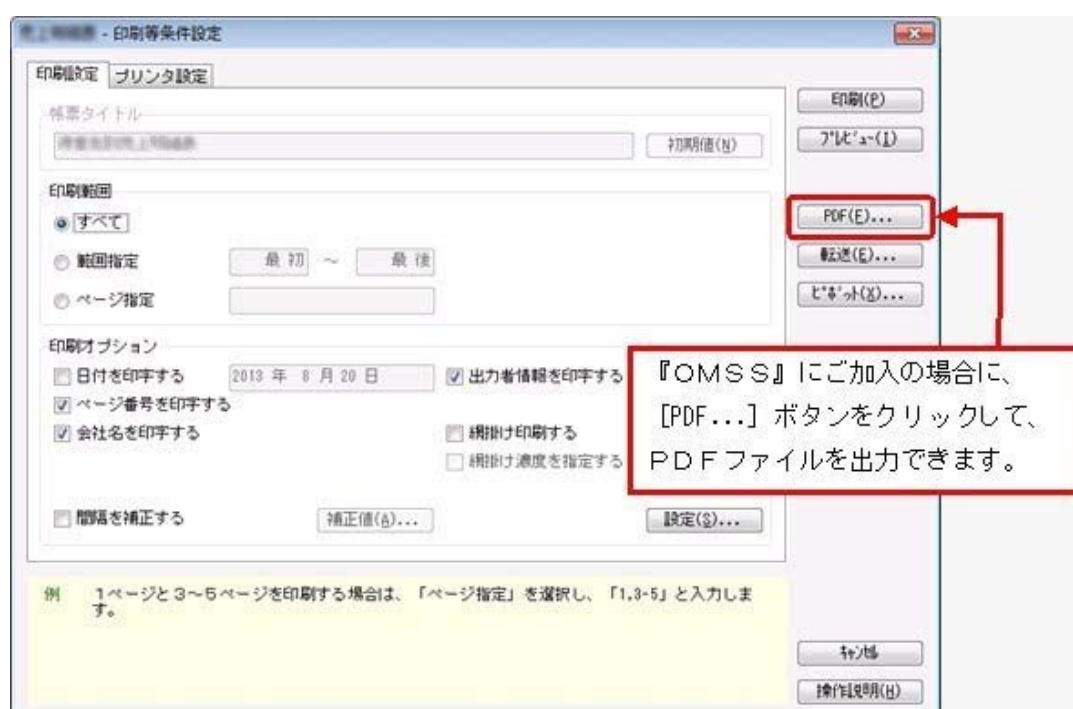 - 印刷等条件設定
印刷設定
プリンタ設定
帳票タイトル
初期値(N)
印刷範囲
すべて
範囲指定
最初 ～ 最後
ページ指定
印刷オプション
日付を印字する
2013 年 8 月 20 日
出力者情報を印字する
ページ番号を印字する
会社名を印字する
網掛け印刷する
網掛け濃度を指定する
間隔を補正する
補正値(A)...
設定(S)...
例 1ページと3～5ページを印刷する場合は、「ページ指定」を選択し、「1,3-5」と入力しま
す。
印刷(P)
ﾌﾟﾚﾋﾞｭｰ(I)
PDF(F)...
転送(E)...
ﾋﾟﾎﾞｯﾄ(X)...
『ＯＭＳＳ』にご加入の場合に、
[PDF...] ボタンをクリックして、
ＰＤＦファイルを出力できます。
ｷｬﾝｾﾙ
操作説明(H)